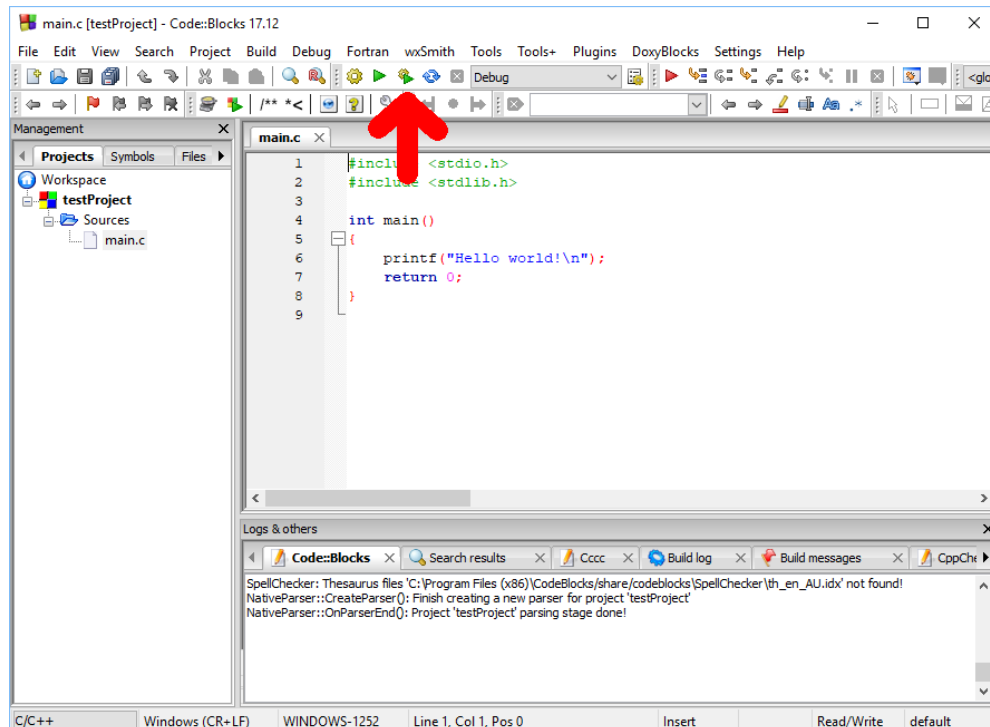 main.c [testProject] - Code::Blocks 17.12
File Edit View Search Project Build Debug Fortran wxSmith Tools Tools+ Plugins DoxyBlocks Settings Help
Debug
<glo
/** *<
Aa .*
Management
main.c
Projects Symbols Files
Workspace
testProject
Sources
main.c
1 #include <stdio.h>
2 #include <stdlib.h>
3
4 int main()
5 {
6 printf("Hello world!\n");
7 return 0;
8 }
9
Logs & others
Code::Blocks Search results Cccc Build log Build messages CppChe
SpellChecker: Thesaurus files 'C:\Program Files (x86)\CodeBlocks/share/codeblocks\SpellChecker\th_en_AU.idx' not found!
NativeParser::CreateParser(): Finish creating a new parser for project 'testProject'
NativeParser::OnParserEnd(): Project 'testProject' parsing stage done!
C/C++ Windows (CR+LF) WINDOWS-1252 Line 1, Col 1, Pos 0 Insert Read/Write default